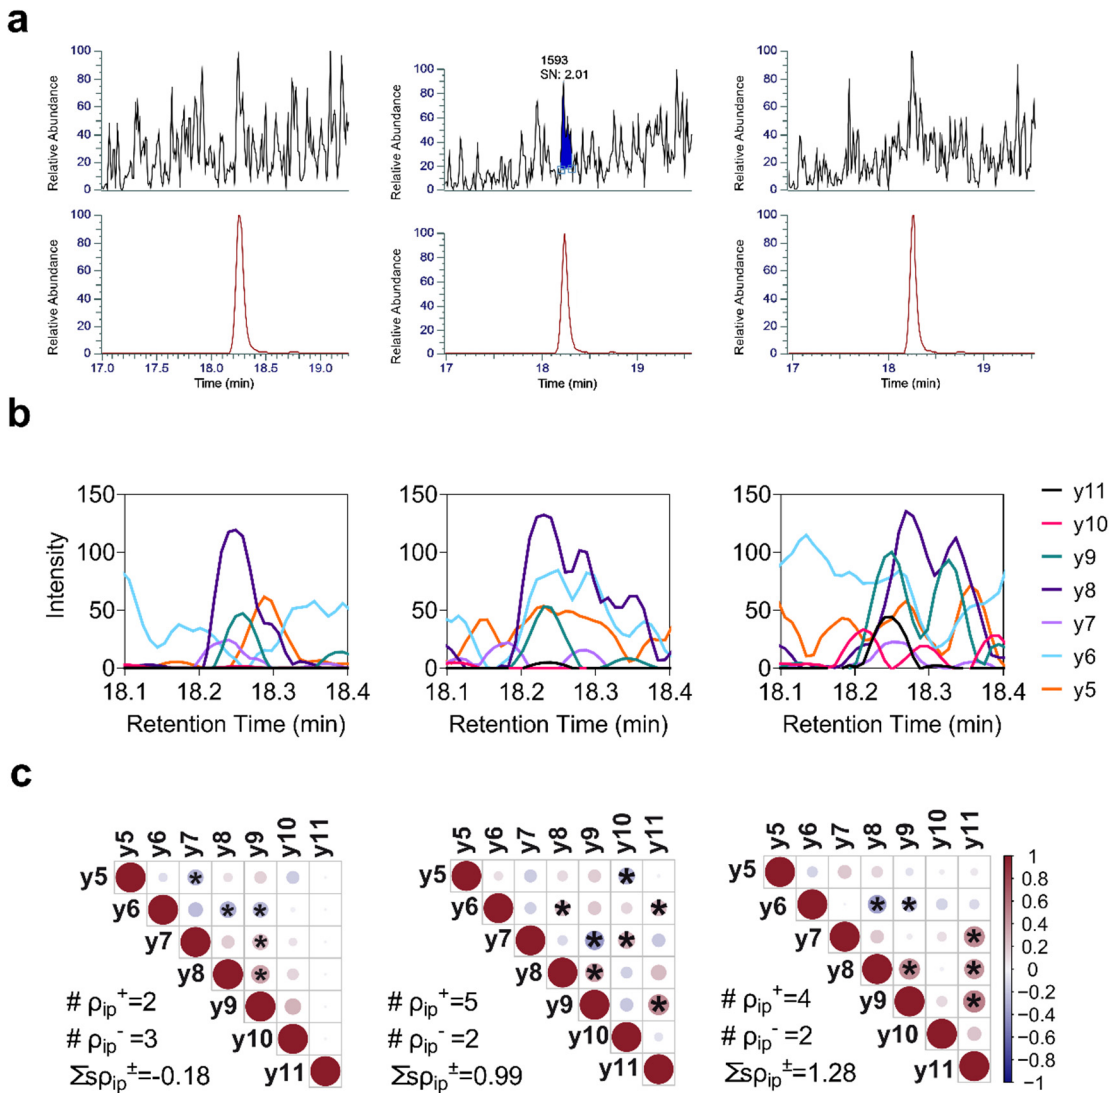 a
1593
SN: 2.01
100 100 100
80 80 80
60 60 60
40 40 40
20 20 20
0 0 0
Relative Abundance Relative Abundance Relative Abundance
100 100 100
80 80 80
60 60 60
40 40 40
20 20 20
0 0 0
Relative Abundance Relative Abundance Relative Abundance
17.0 17.5 18.0 18.5 19.0 17 18 19 17 18 19
Time (min) Time (min) Time (min)
b
150 150 150
100 100 100
50 50 50
0 0 0
Intensity
18.1 18.2 18.3 18.4 18.1 18.2 18.3 18.4 18.1 18.2 18.3 18.4
Retention Time (min) Retention Time (min) Retention Time (min)
y11
y10
y9
y8
y7
y6
y5
c
y5 y6 y7 y8 y9 y10 y11
y5
*
y6
* *
y7
*
y8
*
y9
y10
y11
# ρip+=2
# ρip-=3
Σsρip±=-0.18
y5 y6 y7 y8 y9 y10 y11
y5
*
y6
* *
y7
* *
y8
*
y9
*
y10
y11
# ρip+=5
# ρip-=2
Σsρip±=0.99
y5 y6 y7 y8 y9 y10 y11
y5
y6
* *
y7
*
y8
* *
y9
*
y10
y11
# ρip+=4
# ρip-=2
Σsρip±=1.28
1
0.8
0.6
0.4
0.2
0
−0.2
−0.4
−0.6
−0.8
−1